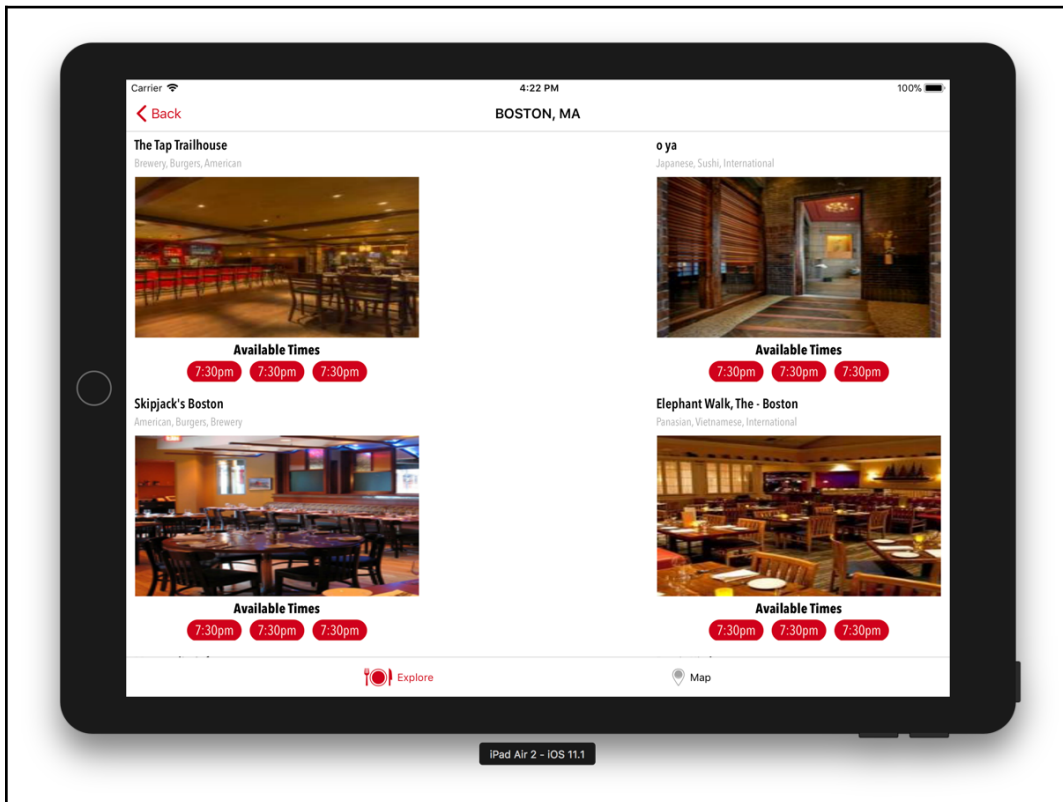 Carrier 4:22 PM 100%
Back BOSTON, MA
The Tap Trailhouse
Brewery, Burgers, American
Available Times
7:30pm 7:30pm 7:30pm
o ya
Japanese, Sushi, International
Available Times
7:30pm 7:30pm 7:30pm
Skipjack's Boston
American, Burgers, Brewery
Available Times
7:30pm 7:30pm 7:30pm
Elephant Walk, The - Boston
Panasian, Vietnamese, International
Available Times
7:30pm 7:30pm 7:30pm
Explore Map
iPad Air 2 - iOS 11.1